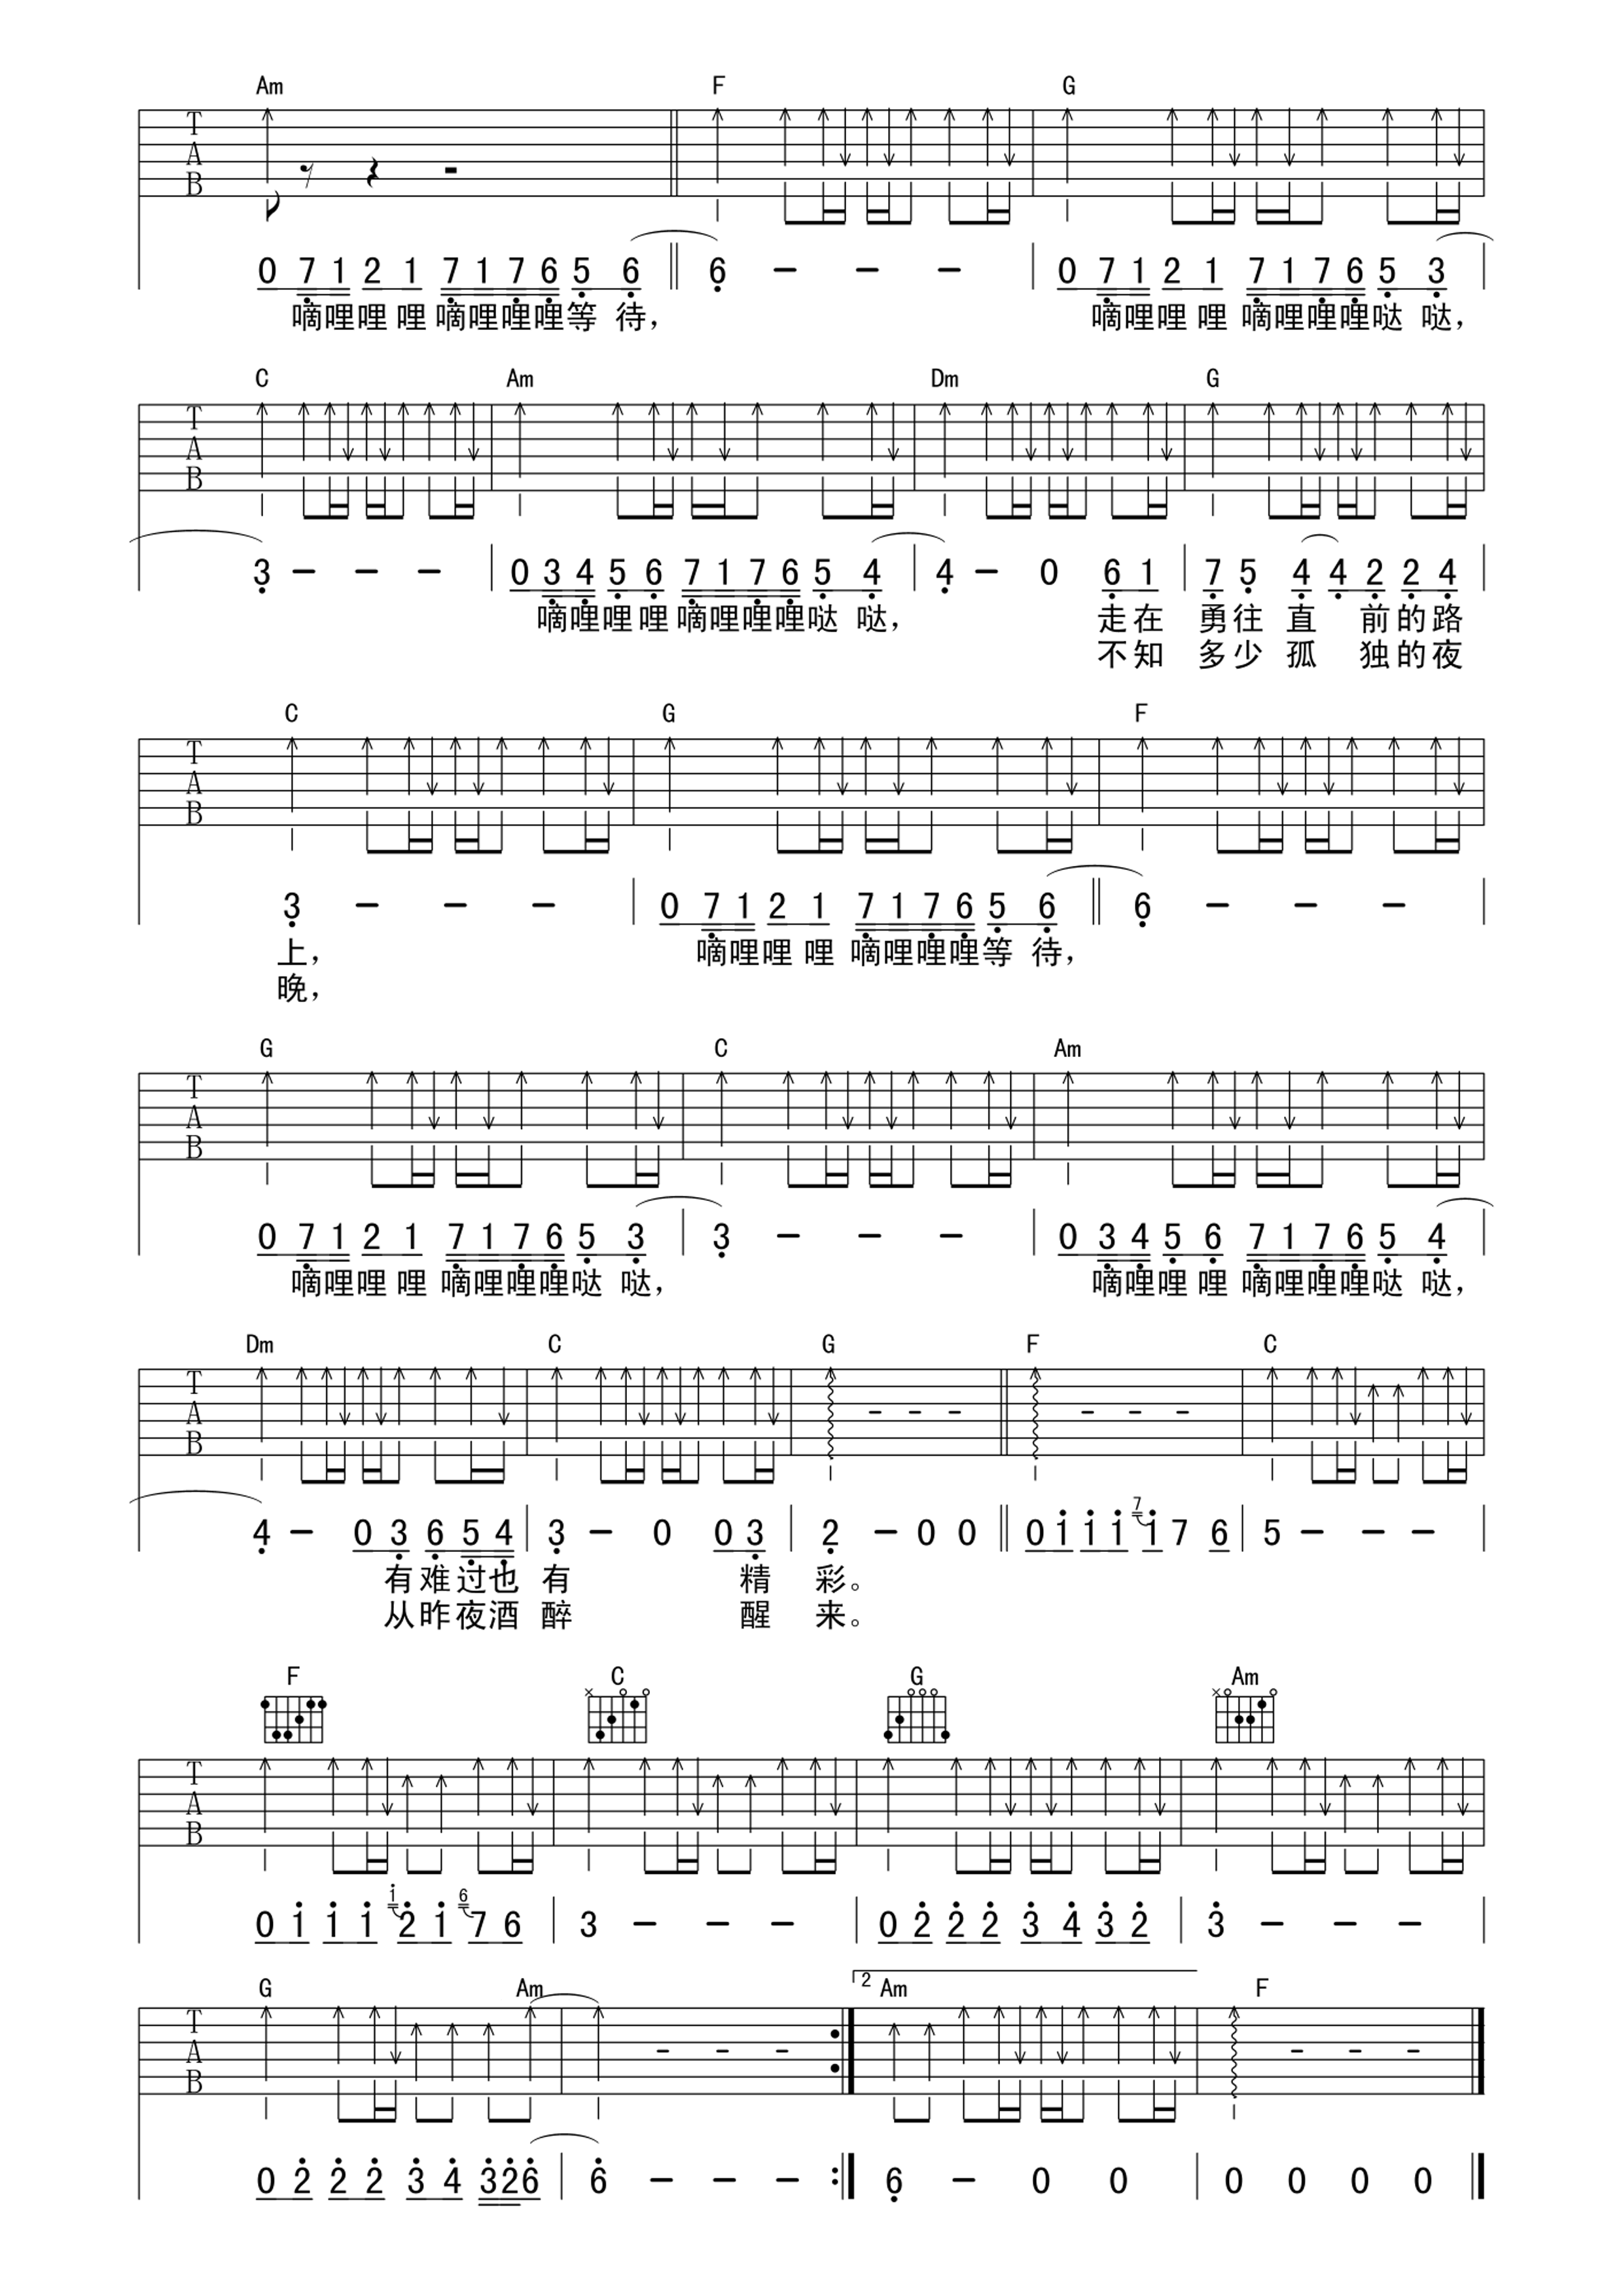 Am F G
T
A
B
0 7 1 2 1 7 1 7 6 5 6 ‖ 6 - - - | 0 7 1 2 1 7 1 7 6 5 3 |
嘀哩哩 哩 嘀哩哩哩等 待， 嘀哩哩 哩 嘀哩哩哩哒 哒，
C Am Dm G
T
A
B
3 - - - | 0 3 4 5 6 7 1 7 6 5 4 | 4 - 0 6 1 | 7 5 4 4 2 2 4 |
嘀哩哩 哩 嘀哩哩哩哒 哒， 走在 勇往 直 前的路
不知 多少 孤 独的夜
C G F
T
A
B
3 - - - | 0 7 1 2 1 7 1 7 6 5 6 ‖ 6 - - - |
上， 嘀哩哩 哩 嘀哩哩哩等 待，
晚，
G C Am
T
A
B
0 7 1 2 1 7 1 7 6 5 3 | 3 - - - | 0 3 4 5 6 7 1 7 6 5 4 |
嘀哩哩 哩 嘀哩哩哩哒 哒， 嘀哩哩 哩 嘀哩哩哩哒 哒，
Dm C G F C
T
A
B
4 - 0 3 6 5 4 | 3 - 0 0 3 | 2 - 0 0 ‖ 0 1 1 1 7 1 7 6 | 5 - - - |
有难过也 有 精 彩。
从昨夜酒 醉 醒 来。
F C G Am
T
A
B
0 1 1 1 1 2 1 6 7 6 | 3 - - - | 0 2 2 2 3 4 3 2 | 3 - - - |
G Am 2 Am F
T
A
B
0 2 2 2 3 4 3 2 6 | 6 - - - :| 6 - 0 0 | 0 0 0 0 ‖